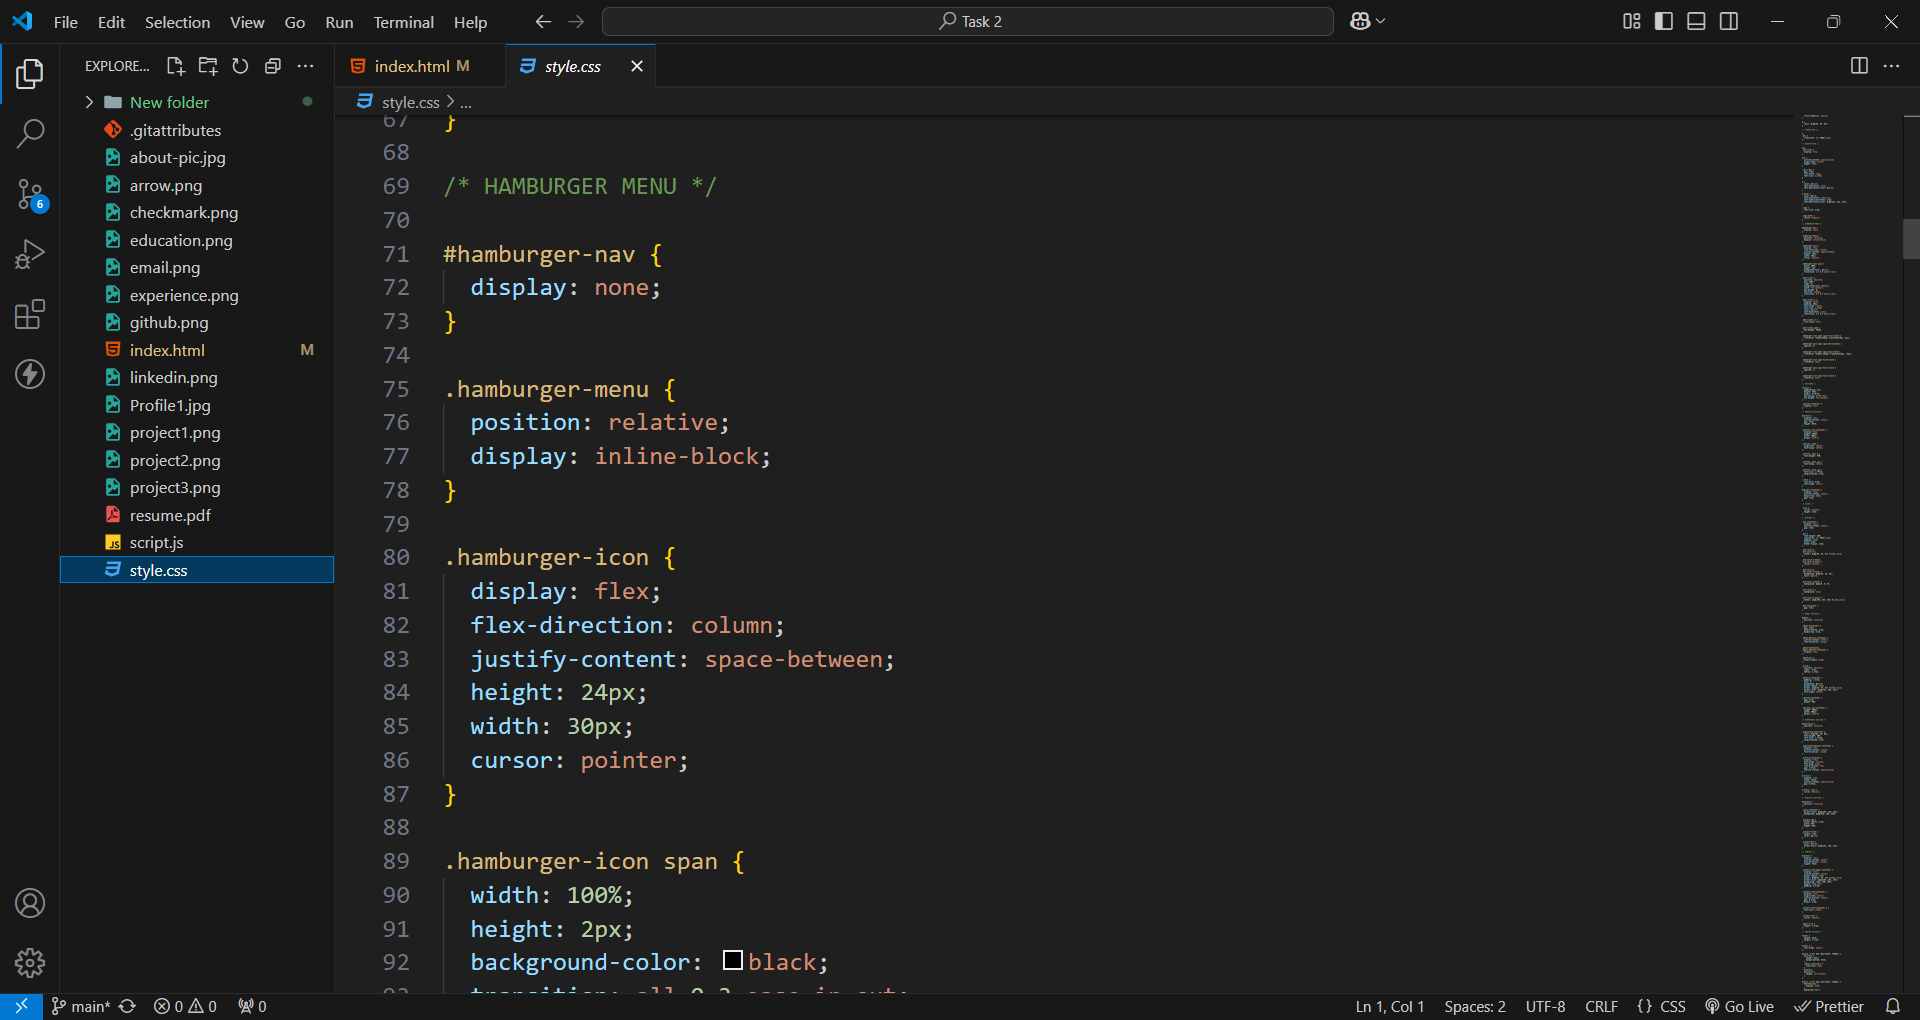 File Edit Selection View Go Run Terminal Help
Task 2
EXPLORE...
New folder
.gitattributes
about-pic.jpg
arrow.png
checkmark.png
education.png
email.png
experience.png
github.png
index.html M
linkedin.png
Profile1.jpg
project1.png
project2.png
project3.png
resume.pdf
script.js
style.css
6
index.html M
style.css
style.css > ...
67 }
68
69 /* HAMBURGER MENU */
70
71 #hamburger-nav {
72 display: none;
73 }
74
75 .hamburger-menu {
76 position: relative;
77 display: inline-block;
78 }
79
80 .hamburger-icon {
81 display: flex;
82 flex-direction: column;
83 justify-content: space-between;
84 height: 24px;
85 width: 30px;
86 cursor: pointer;
87 }
88
89 .hamburger-icon span {
90 width: 100%;
91 height: 2px;
92 background-color: black;
93 transition: all 0.3 ease-in-out;
main* 0 0 0
Ln 1, Col 1 Spaces: 2 UTF-8 CRLF {} CSS Go Live Prettier